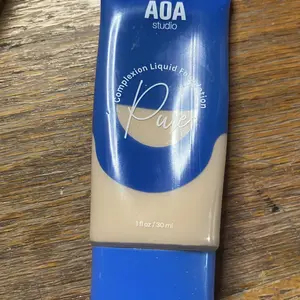 AOA
studio
Complexion Liquid Foundation
Pure
1 fl oz / 30 mL